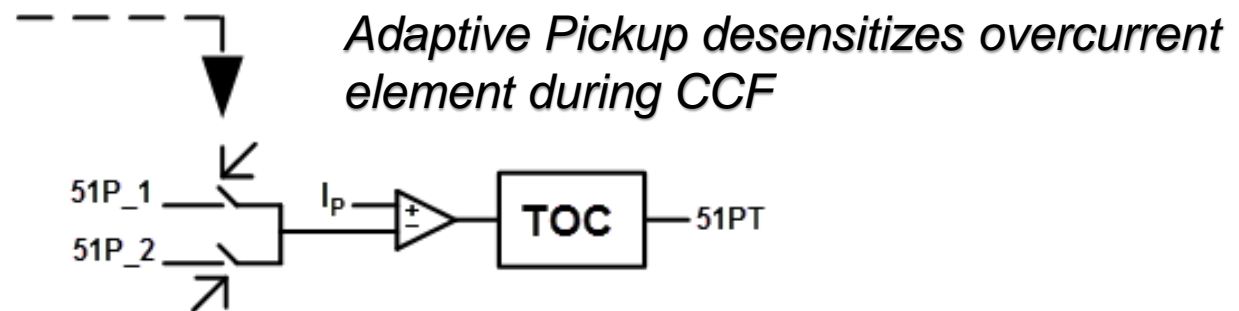 Adaptive Pickup desensitizes overcurrent
element during CCF
51P_1
IP
+
−
TOC
51PT
51P_2